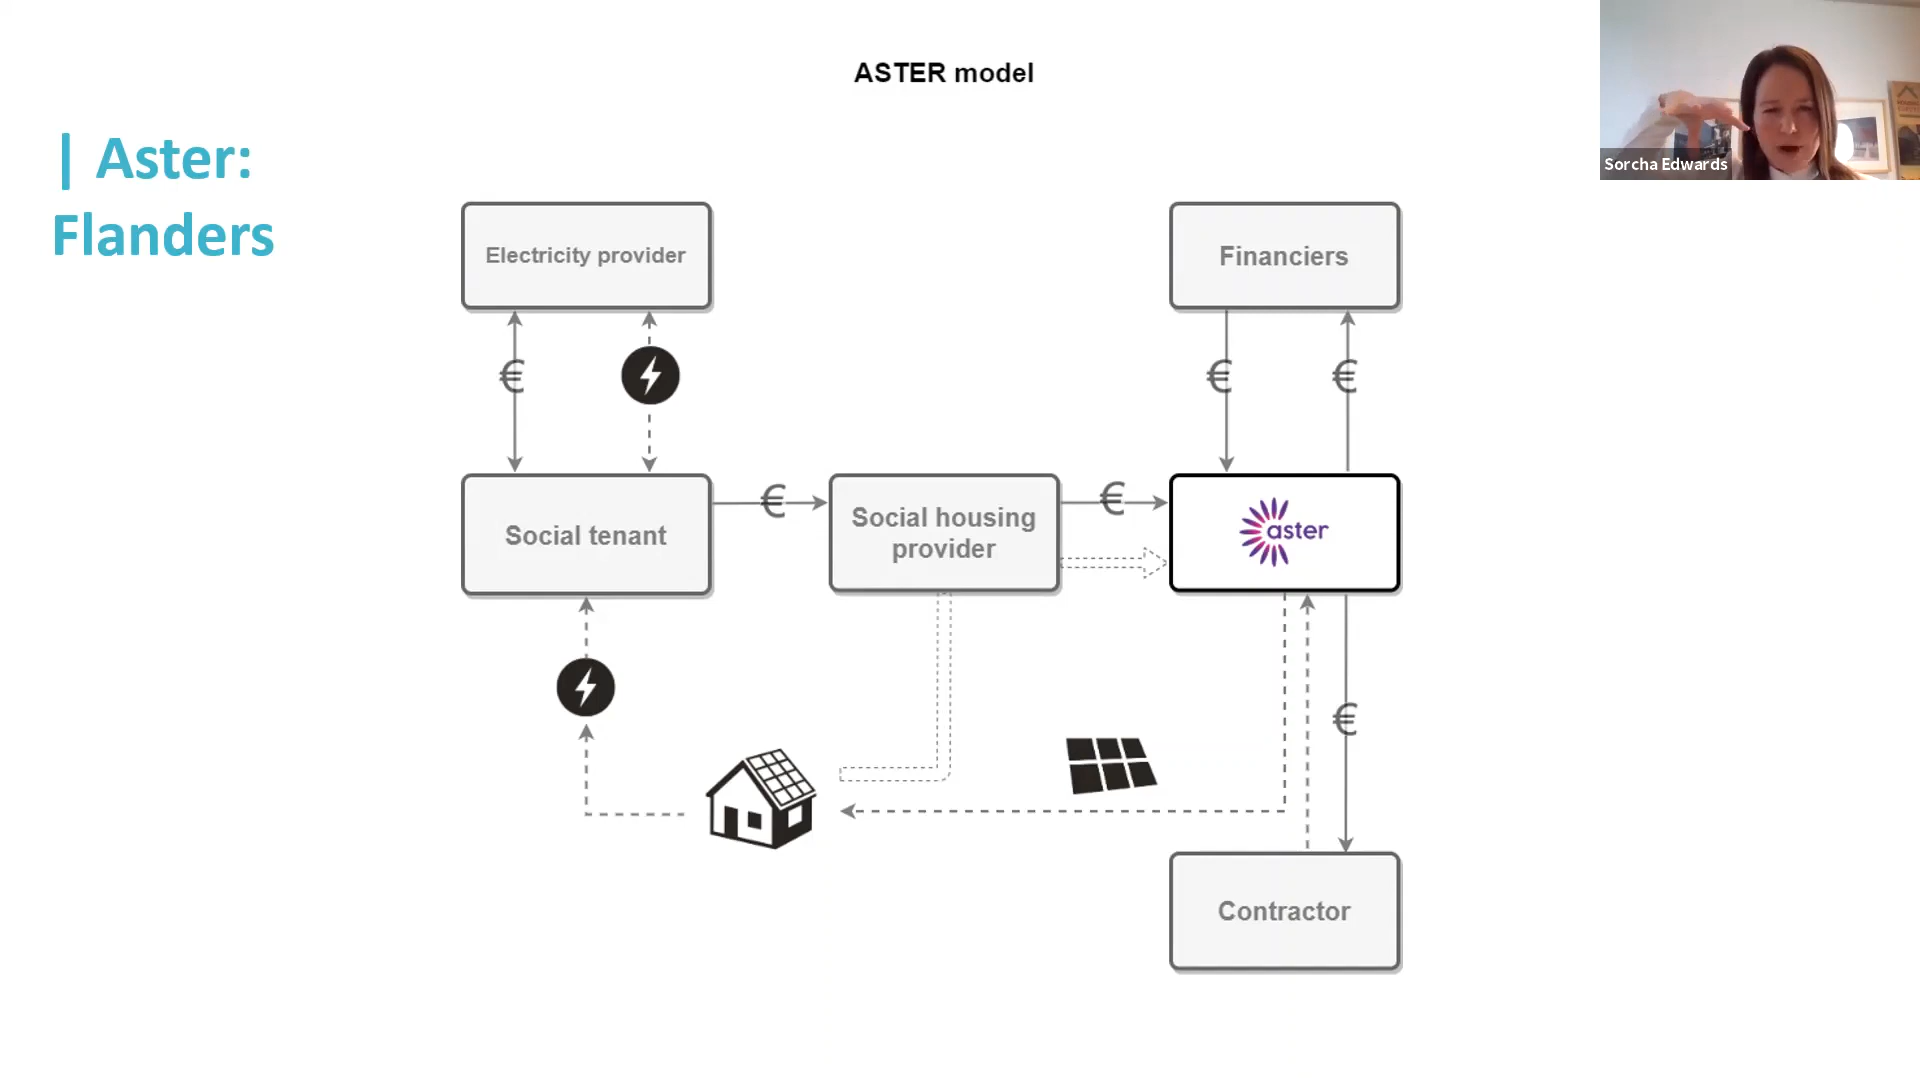 ASTER model
| Aster:
Flanders
Sorcha Edwards
Electricity provider
Financiers
€
€
€
Social tenant
€
Social housing
provider
€
aster
€
Contractor